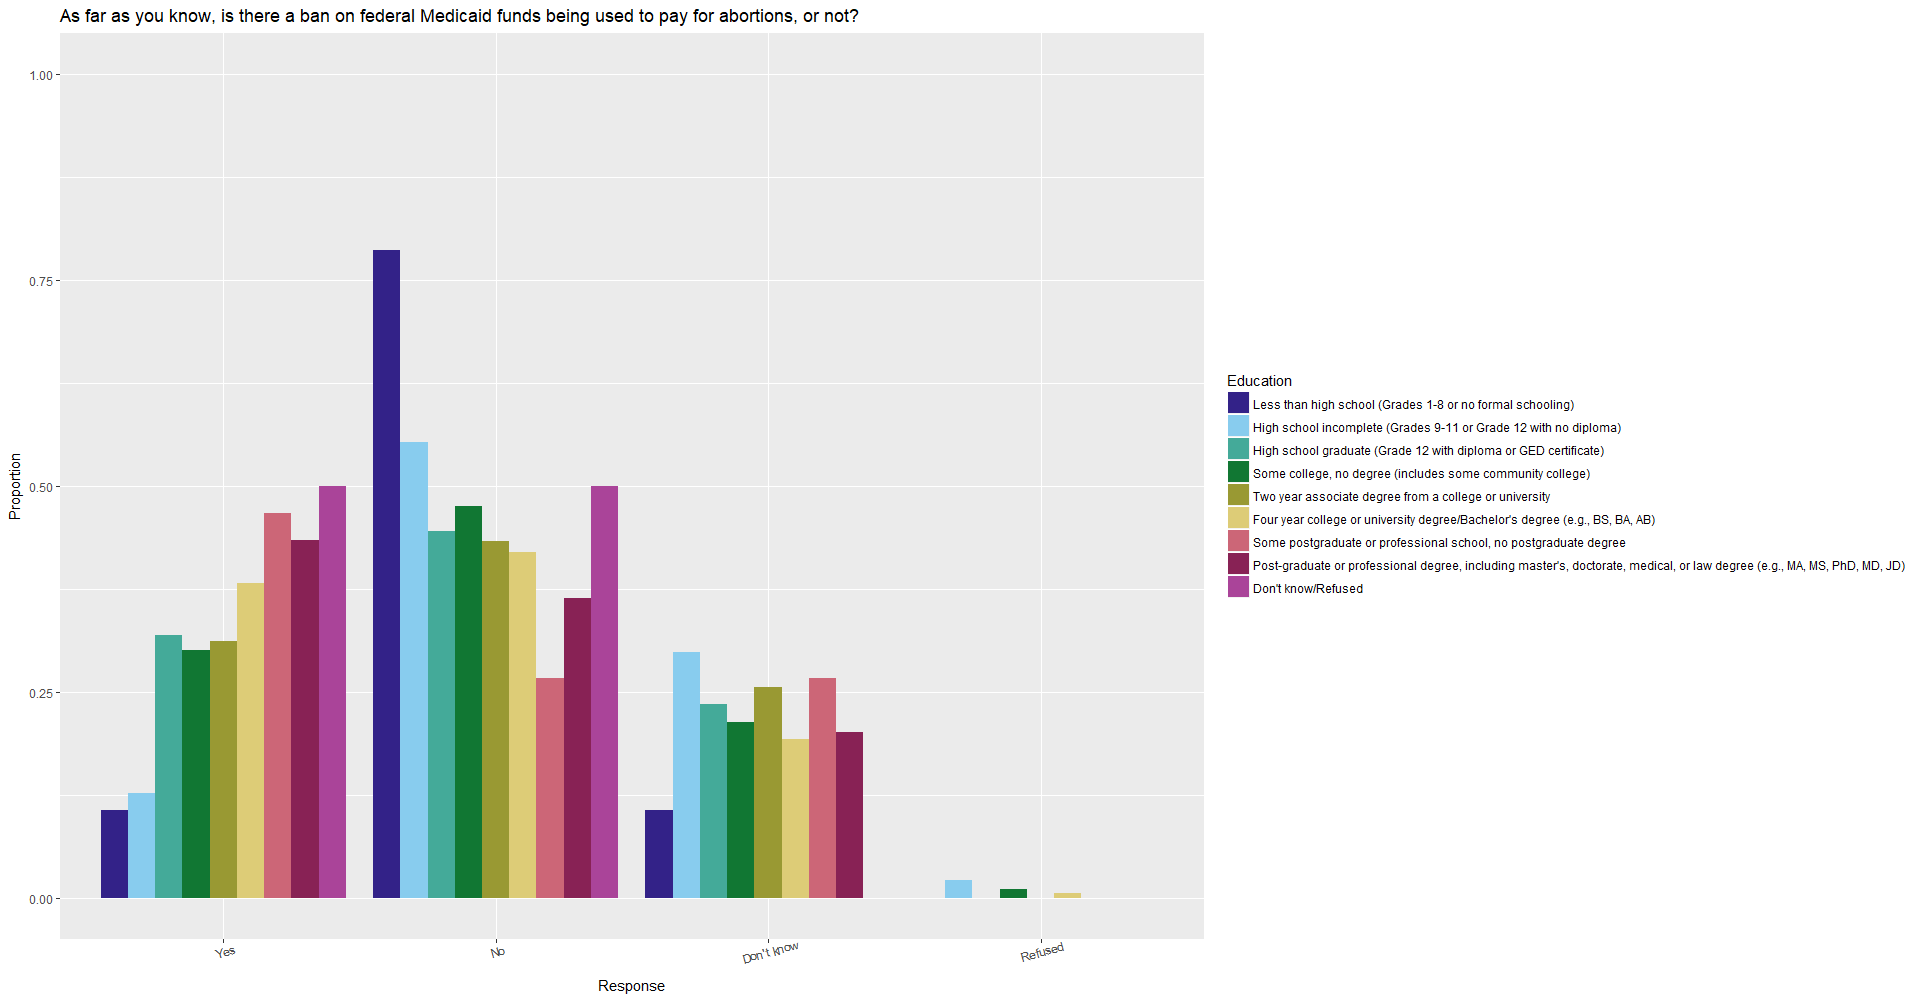 As far as you know, is there a ban on federal Medicaid funds being used to pay for abortions, or not?
Proportion
1.00
0.75
0.50
0.25
0.00
Yes
No
Don't know
Refused
Response
Education
Less than high school (Grades 1-8 or no formal schooling)
High school incomplete (Grades 9-11 or Grade 12 with no diploma)
High school graduate (Grade 12 with diploma or GED certificate)
Some college, no degree (includes some community college)
Two year associate degree from a college or university
Four year college or university degree/Bachelor's degree (e.g., BS, BA, AB)
Some postgraduate or professional school, no postgraduate degree
Post-graduate or professional degree, including master's, doctorate, medical, or law degree (e.g., MA, MS, PhD, MD, JD)
Don't know/Refused